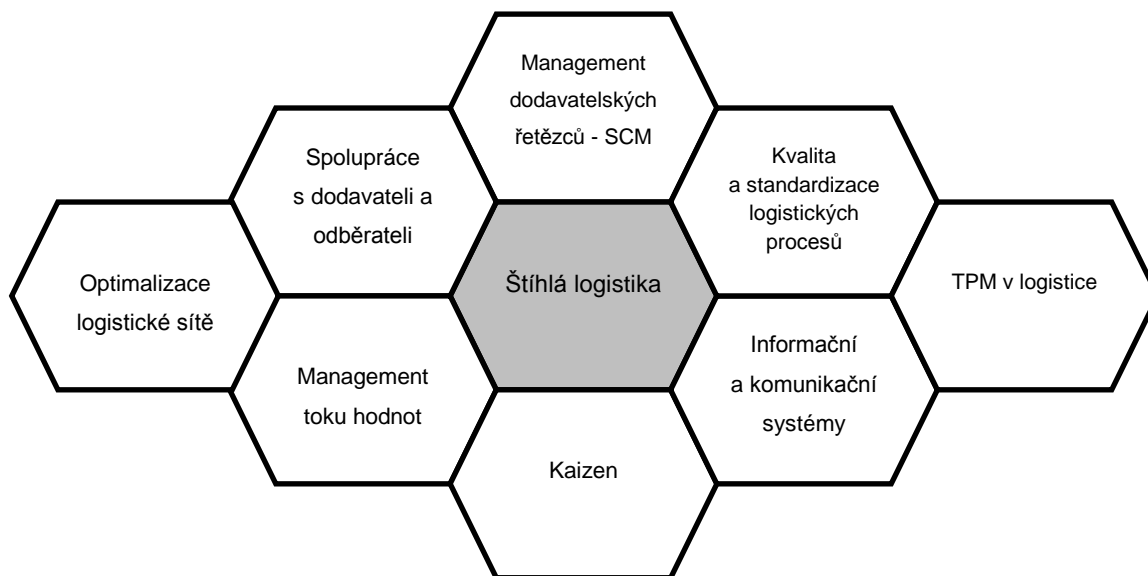 Management
dodavatelských
řetězců - SCM
Spolupráce
s dodavateli a
odběrateli
Kvalita
a standardizace
logistických
procesů
Optimalizace
logistické sítě
Štíhlá logistika
TPM v logistice
Management
toku hodnot
Informační
a komunikační
systémy
Kaizen